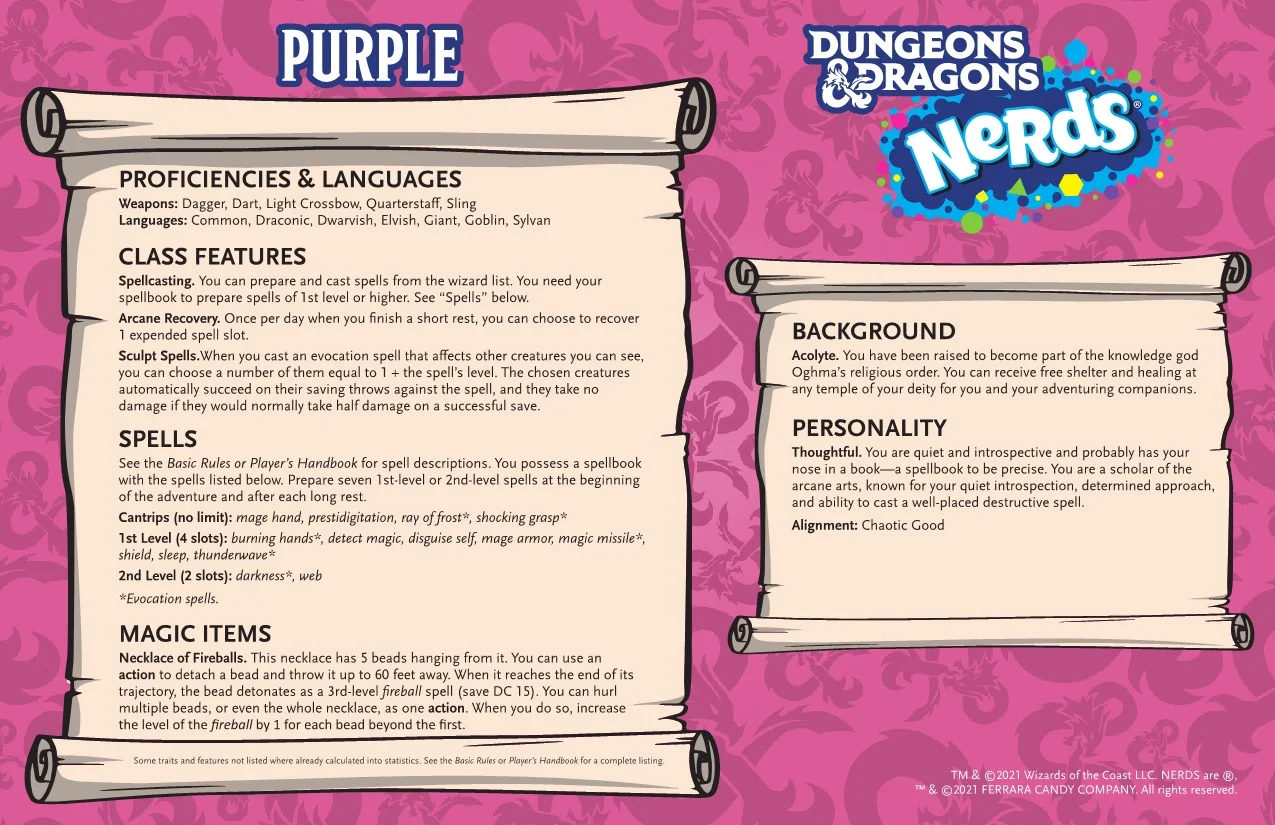 PURPLE
PROFICIENCIES & LANGUAGES
Weapons: Dagger, Dart, Light Crossbow, Quarterstaff, Sling
Languages: Common, Draconic, Dwarvish, Elvish, Giant, Goblin, Sylvan
CLASS FEATURES
Spellcasting. You can prepare and cast spells from the wizard list. You need your
spellbook to prepare spells of 1st level or higher. See “Spells” below.
Arcane Recovery. Once per day when you finish a short rest, you can choose to recover
1 expended spell slot.
Sculpt Spells.When you cast an evocation spell that affects other creatures you can see,
you can choose a number of them equal to 1 + the spell’s level. The chosen creatures
automatically succeed on their saving throws against the spell, and they take no
damage if they would normally take half damage on a successful save.
SPELLS
See the Basic Rules or Player’s Handbook for spell descriptions. You possess a spellbook
with the spells listed below. Prepare seven 1st-level or 2nd-level spells at the beginning
of the adventure and after each long rest.
Cantrips (no limit): mage hand, prestidigitation, ray of frost*, shocking grasp*
1st Level (4 slots): burning hands*, detect magic, disguise self, mage armor, magic missile*,
shield, sleep, thunderwave*
2nd Level (2 slots): darkness*, web
*Evocation spells.
MAGIC ITEMS
Necklace of Fireballs. This necklace has 5 beads hanging from it. You can use an
action to detach a bead and throw it up to 60 feet away. When it reaches the end of its
trajectory, the bead detonates as a 3rd-level fireball spell (save DC 15). You can hurl
multiple beads, or even the whole necklace, as one action. When you do so, increase
the level of the fireball by 1 for each bead beyond the first.
Some traits and features not listed where already calculated into statistics. See the Basic Rules or Player’s Handbook for a complete listing.
DUNGEONS
& DRAGONS
NeRds®
BACKGROUND
Acolyte. You have been raised to become part of the knowledge god
Oghma’s religious order. You can receive free shelter and healing at
any temple of your deity for you and your adventuring companions.
PERSONALITY
Thoughtful. You are quiet and introspective and probably has your
nose in a book—a spellbook to be precise. You are a scholar of the
arcane arts, known for your quiet introspection, determined approach,
and ability to cast a well-placed destructive spell.
Alignment: Chaotic Good
TM & ©2021 Wizards of the Coast LLC. NERDS are ®,
™ & ©2021 FERRARA CANDY COMPANY. All rights reserved.